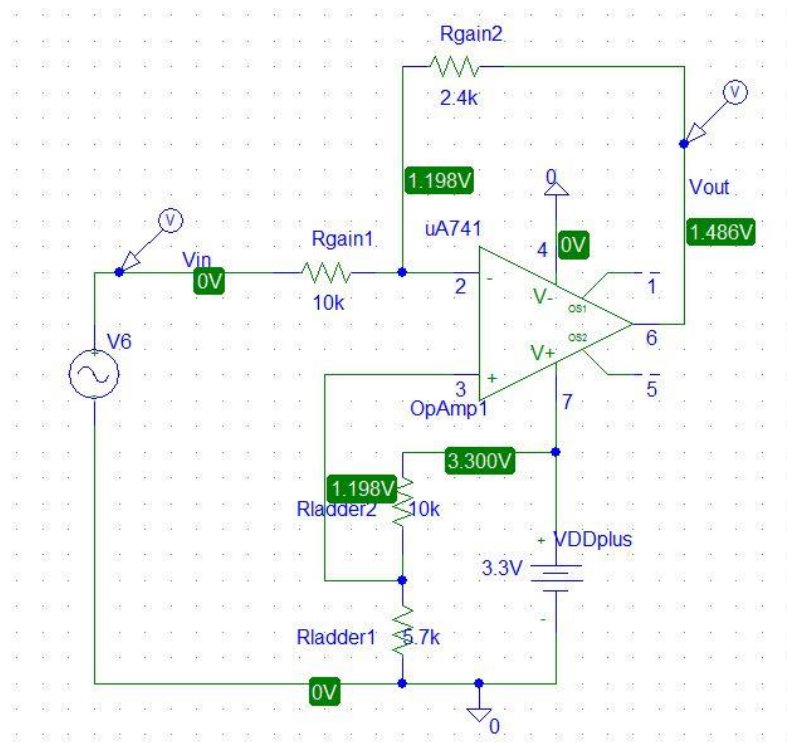 Rgain2
2.4k
V
1.198V
0
Vout
V
Rgain1
uA741
4
0V
1.486V
Vin
0V
2
-
V-
OS1
1
10k
6
V6
+
OS2
V+
3
+
5
OpAmp1
7
3.300V
1.198V
Rladder2
10k
+
VDDplus
3.3V
Rladder1
5.7k
-
0V
0